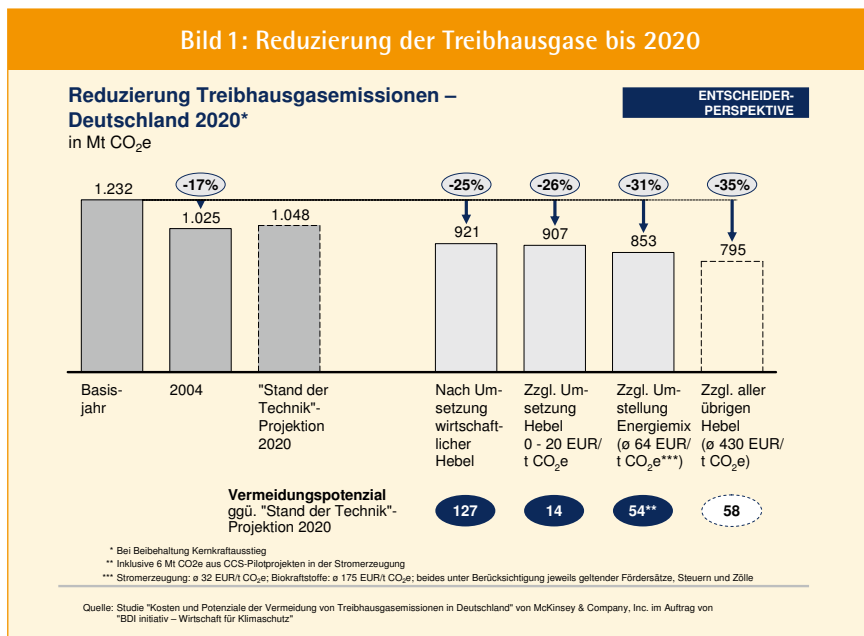 Bild 1: Reduzierung der Treibhausgase bis 2020
Reduzierung Treibhausgasemissionen –
Deutschland 2020*
in Mt CO₂e
ENTSCHEIDER-
PERSPEKTIVE
-17%
-25%
-26%
-31%
-35%
1.232
1.025
1.048
921
907
853
795
Basis-
jahr
2004
"Stand der
Technik"-
Projektion
2020
Nach Um-
setzung
wirtschaft-
licher
Hebel
Zzgl. Um-
setzung
Hebel
0 - 20 EUR/
t CO₂e
Zzgl. Um-
stellung
Energiemix
(ø 64 EUR/
t CO₂e***)
Zzgl. aller
übrigen
Hebel
(ø 430 EUR/
t CO₂e)
Vermeidungspotenzial
ggü. "Stand der Technik"-
Projektion 2020
127
14
54**
58
* Bei Beibehaltung Kernkraftausstieg
** Inklusive 6 Mt CO2e aus CCS-Pilotprojekten in der Stromerzeugung
*** Stromerzeugung: ø 32 EUR/t CO₂e; Biokraftstoffe: ø 175 EUR/t CO₂e; beides unter Berücksichtigung jeweils geltender Fördersätze, Steuern und Zölle
Quelle: Studie "Kosten und Potenziale der Vermeidung von Treibhausgasemissionen in Deutschland" von McKinsey & Company, Inc. im Auftrag von
"BDI initiativ – Wirtschaft für Klimaschutz"